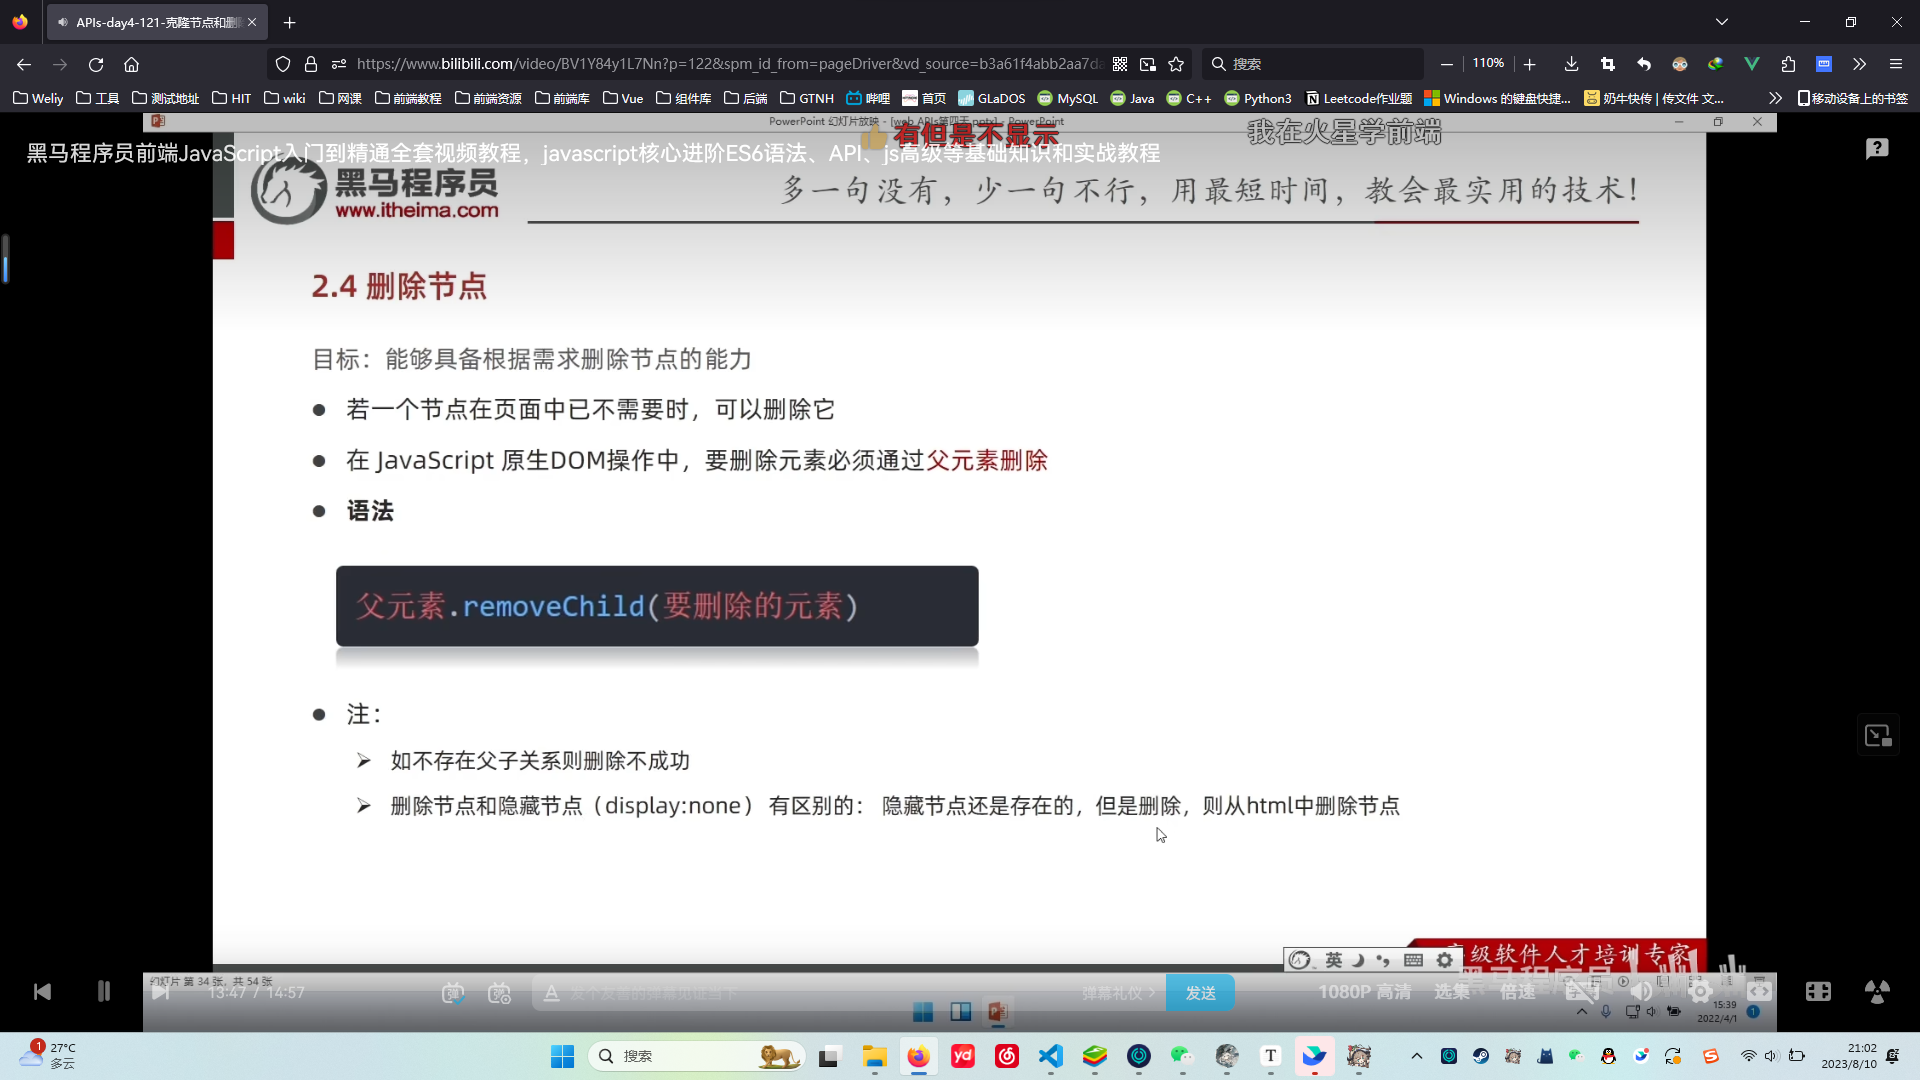 APIs-day4-121-克隆节点和删
https://www.bilibili.com/video/BV1Y84y1L7Nn?p=122&spm_id_from=pageDriver&vd_source=b3a61f4abb2aa7da
搜索
110%
Weliy 工具 测试地址 HIT wiki 网课 前端教程 前端资源 前端库 Vue 组件库 后端 GTNH 哔哩 首页 GLaDOS MySQL Java C++ Python3 Leetcode作业题 Windows 的键盘快捷... 奶牛快传 | 传文件 文... 移动设备上的书签
PowerPoint 幻灯片放映 - [web APIs第四天.pptx] - PowerPoint
有但是不显示
我在火星学前端
黑马程序员前端JavaScript入门到精通全套视频教程，javascript核心进阶ES6语法、API、js高级等基础知识和实战教程
黑马程序员
www.itheima.com
多一句没有，少一句不行，用最短时间，教会最实用的技术！
2.4 删除节点
目标：能够具备根据需求删除节点的能力
若一个节点在页面中已不需要时，可以删除它
在 JavaScript 原生DOM操作中，要删除元素必须通过父元素删除
语法
父元素.removeChild(要删除的元素)
注：
如不存在父子关系则删除不成功
删除节点和隐藏节点（display:none） 有区别的： 隐藏节点还是存在的，但是删除，则从html中删除节点
英
高级软件人才培训专家
黑马程序员
幻灯片 第 34 张，共 54 张
13:47 / 14:57
发个友善的弹幕见证当下
弹幕礼仪
发送
1080P 高清
选集
倍速
15:39
2022/4/1
1
1
27°C
多云
搜索
21:02
2023/8/10